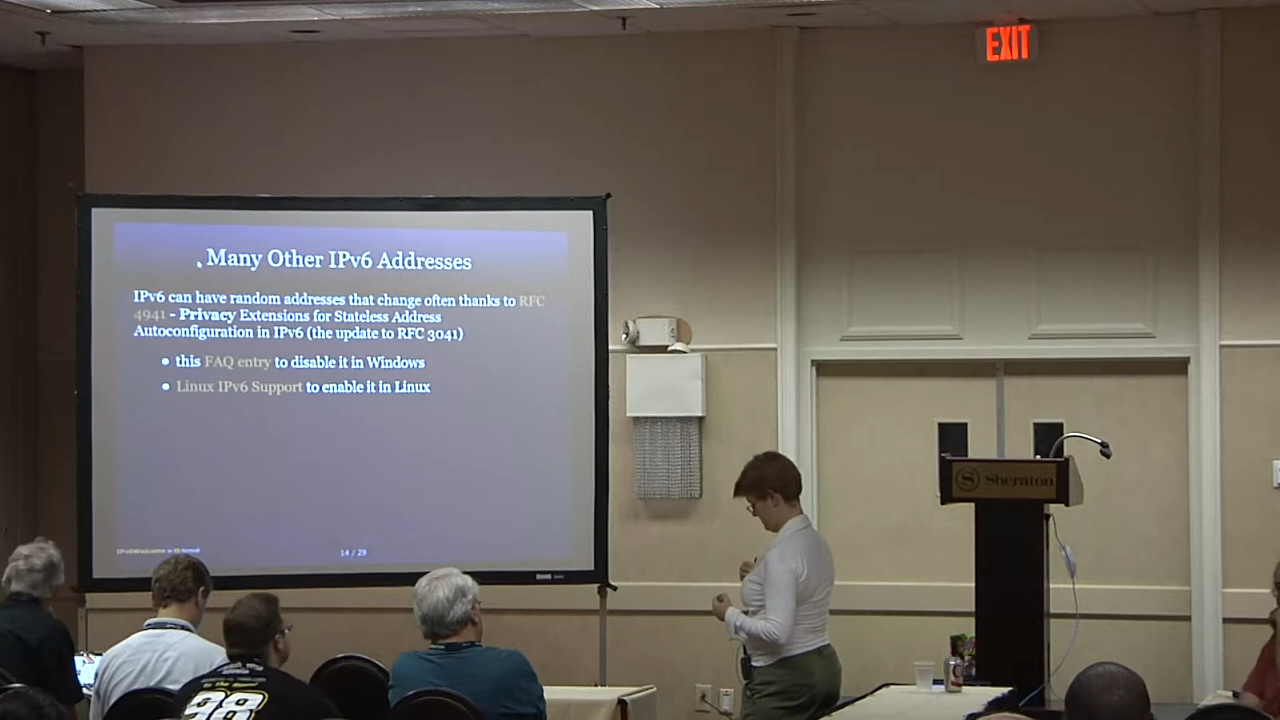 EXIT
Many Other IPv6 Addresses
IPv6 can have random addresses that change often thanks to RFC
4941 - Privacy Extensions for Stateless Address
Autoconfiguration in IPv6 (the update to RFC 3041)
• this FAQ entry to disable it in Windows
• Linux IPv6 Support to enable it in Linux
14 / 29
S Sheraton
98